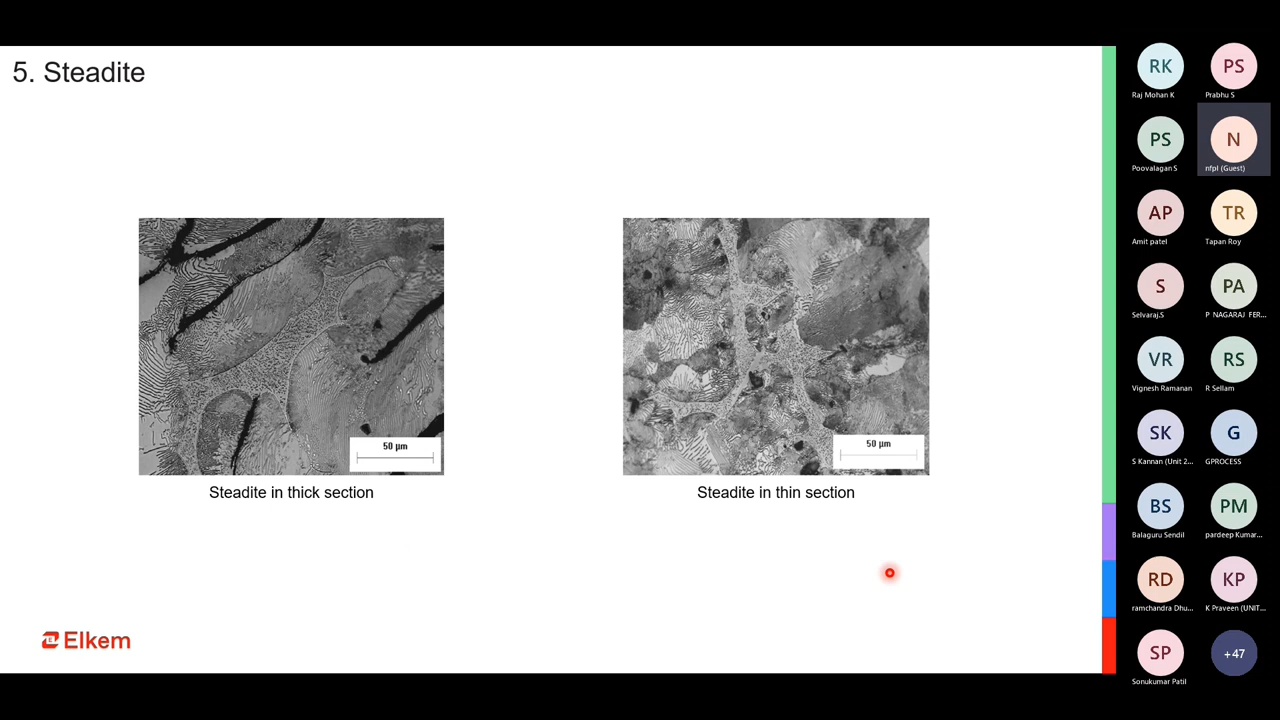 5. Steadite
50 µm
Steadite in thick section
50 µm
Steadite in thin section
Elkem
RK
Raj Mohan K
PS
Prabhu S
PS
Poovalagan S
N
nfpl (Guest)
AP
Amit patel
TR
Tapan Roy
S
Selvaraj.S
PA
P NAGARAJ FER...
VR
Vignesh Ramanan
RS
R Sellam
SK
S Kannan (Unit 2...
G
GPROCESS
BS
Balaguru Sendil
PM
pardeep Kumar...
RD
ramchandra Dhu...
KP
K Praveen (UNIT...
SP
Sonukumar Patil
+47